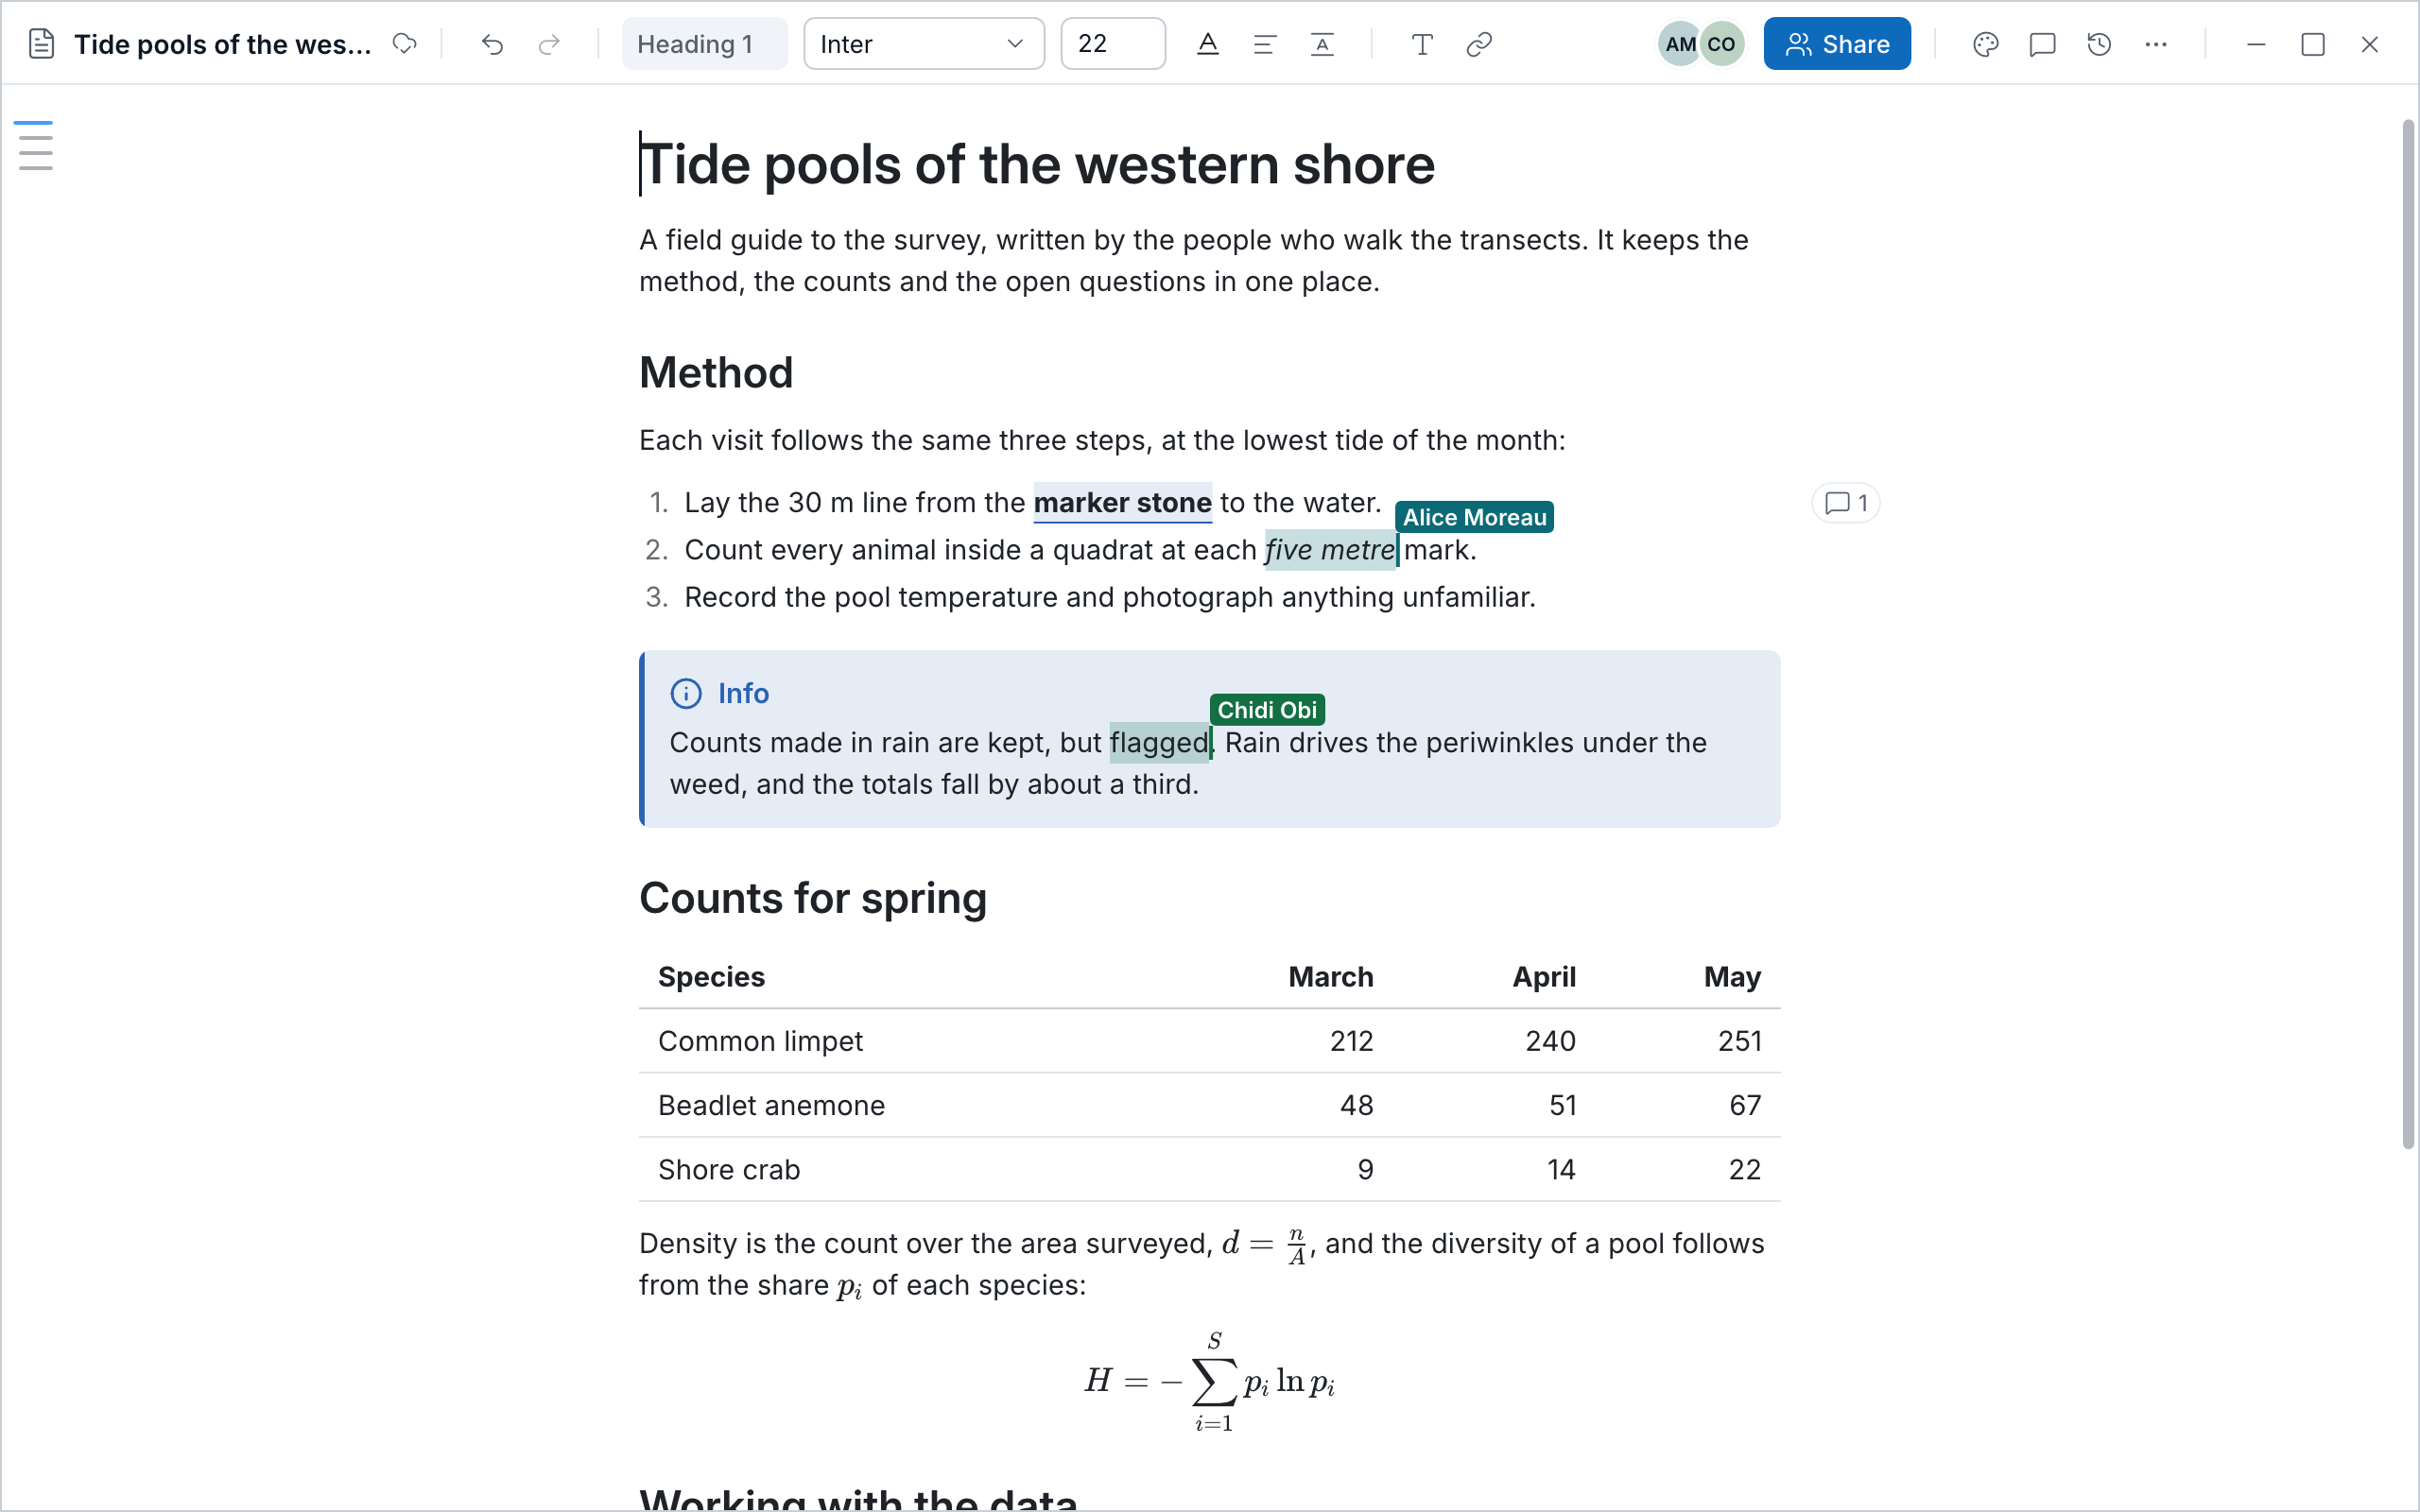 Tide pools of the wes...
Heading 1
Inter
22
AM
CO
Share
Tide pools of the western shore
A field guide to the survey, written by the people who walk the transects. It keeps the
method, the counts and the open questions in one place.
Method
Each visit follows the same three steps, at the lowest tide of the month:
1. Lay the 30 m line from the marker stone to the water.
1
Alice Moreau
2. Count every animal inside a quadrat at each five metre mark.
3. Record the pool temperature and photograph anything unfamiliar.
Info
Chidi Obi
Counts made in rain are kept, but flagged. Rain drives the periwinkles under the
weed, and the totals fall by about a third.
Counts for spring
Species March April May
Common limpet 212 240 251
Beadlet anemone 48 51 67
Shore crab 9 14 22
Density is the count over the area surveyed, d = n/A, and the diversity of a pool follows
from the share pᵢ of each species:
H = − ∑_{i=1}^{S} pᵢ ln pᵢ
Working with the data